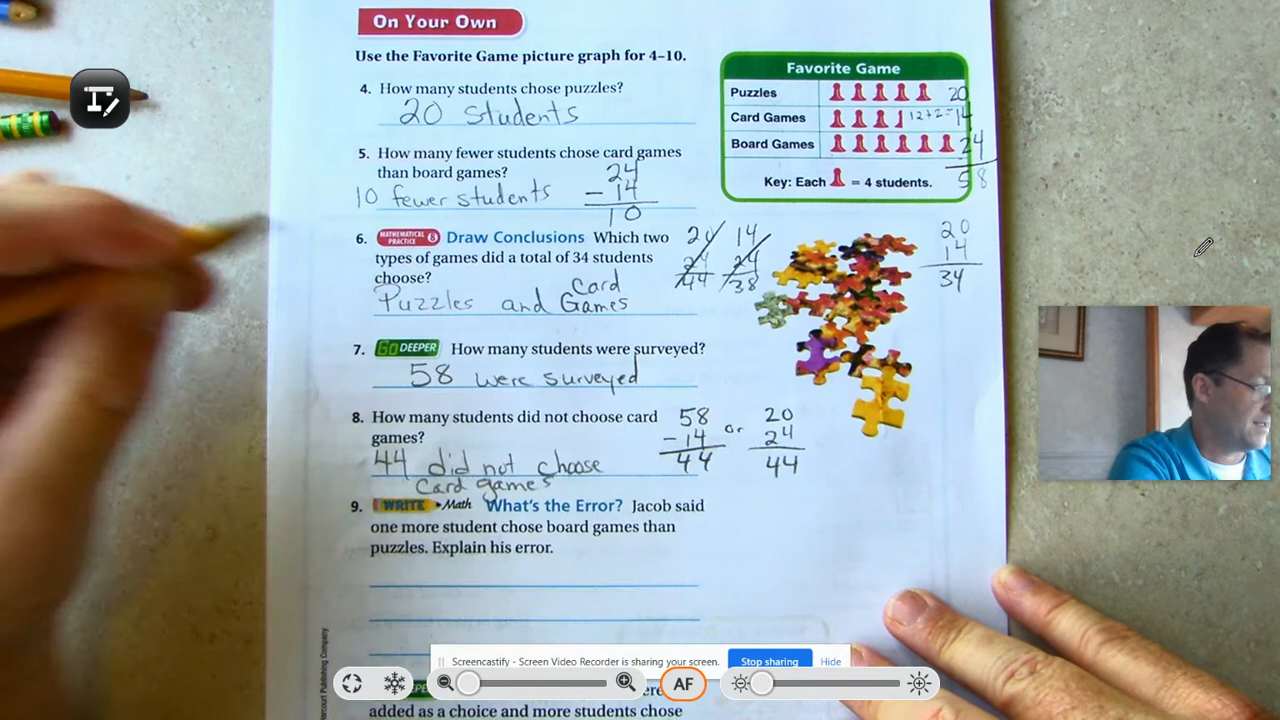 On Your Own
Use the Favorite Game picture graph for 4–10.
4. How many students chose puzzles?
20 students
5. How many fewer students chose card games
than board games?
10 fewer students
24
- 14
10
6. MATHEMATICAL PRACTICE 6 Draw Conclusions Which two
types of games did a total of 34 students
choose?
Puzzles and Card Games
20 14
24 24
44 38
20
14
34
7. GO DEEPER How many students were surveyed?
58 were surveyed
8. How many students did not choose card
games?
44 did not choose
card games
58
- 14
44
or
20
24
44
9. WRITE Math What's the Error? Jacob said
one more student chose board games than
puzzles. Explain his error.
added as a choice and more students chose
Favorite Game
Puzzles 20
Card Games 12+2=14
Board Games 24
58
Key: Each = 4 students.
Harcourt Publishing Company
Screencastify - Screen Video Recorder is sharing your screen.
Stop sharing
Hide
AF